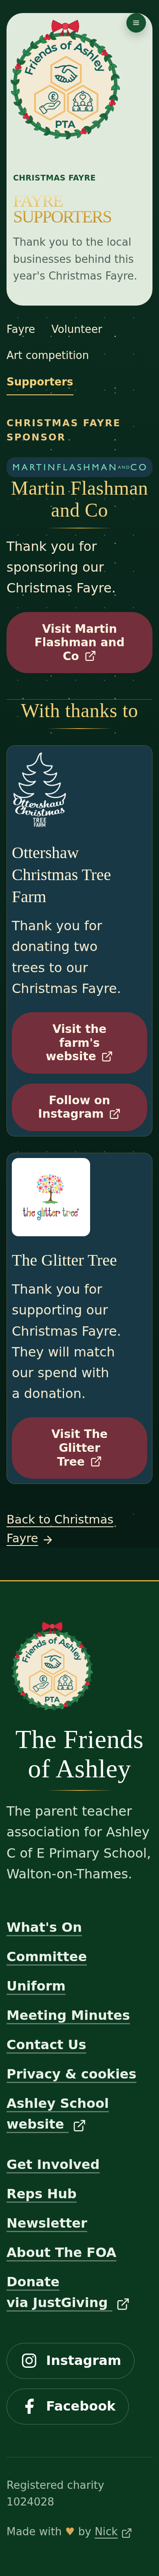 Friends of Ashley
PTA
CHRISTMAS FAYRE
FAYRE
SUPPORTERS
Thank you to the local
businesses behind this
year's Christmas Fayre.
Fayre Volunteer
Art competition
Supporters
CHRISTMAS FAYRE
SPONSOR
MARTINFLASHMANANDCO
Martin Flashman
and Co
Thank you for
sponsoring our
Christmas Fayre.
Visit Martin
Flashman and
Co
With thanks to
Ottershaw
Christmas
TREE
FARM
Ottershaw
Christmas Tree
Farm
Thank you for
donating two
trees to our
Christmas Fayre.
Visit the
farm's
website
Follow on
Instagram
the glitter tree
The Glitter Tree
Thank you for
supporting our
Christmas Fayre.
They will match
our spend with
a donation.
Visit The
Glitter
Tree
Back to Christmas
Fayre →
Friends of Ashley
PTA
The Friends
of Ashley
The parent teacher
association for Ashley
C of E Primary School,
Walton-on-Thames.
What's On
Committee
Uniform
Meeting Minutes
Contact Us
Privacy & cookies
Ashley School
website
Get Involved
Reps Hub
Newsletter
About The FOA
Donate
via JustGiving
Instagram
Facebook
Registered charity
1024028
Made with ♥ by Nick